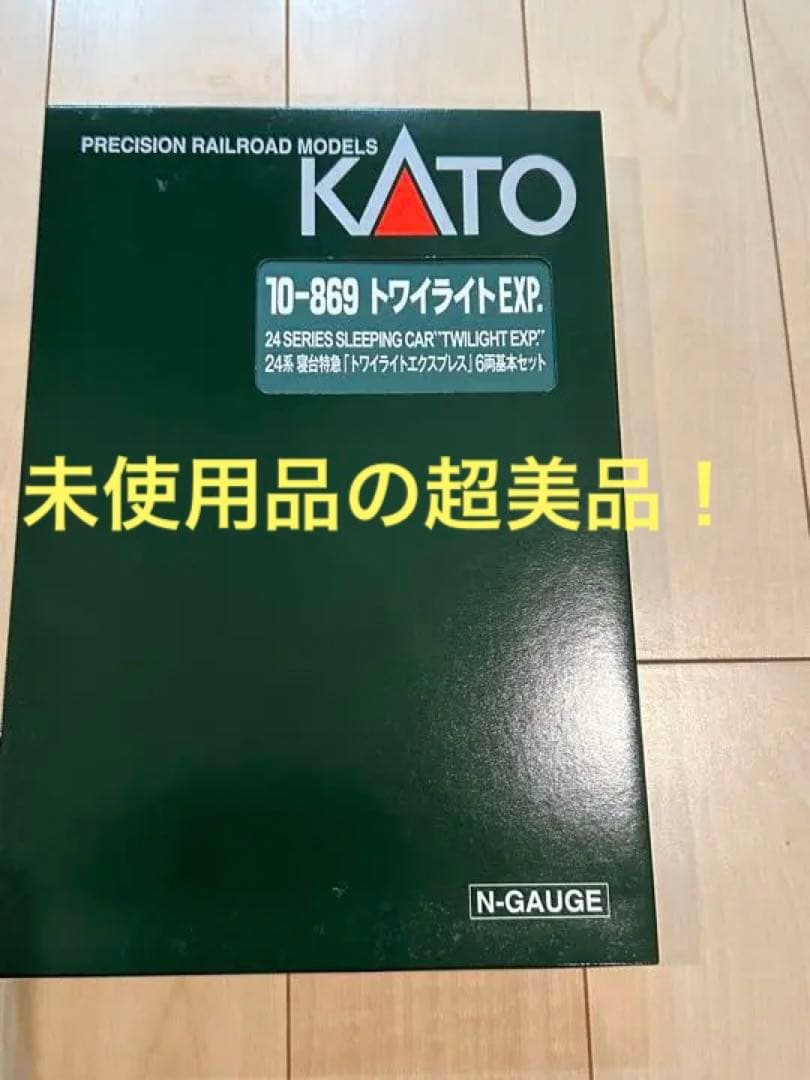 PRECISION RAILROAD MODELS
KATO
10-869 トワイライトEXP.
24 SERIES SLEEPING CAR"TWILIGHT EXP."
24系 寝台特急「トワイライトエクスプレス」6両基本セット
未使用品の超美品！
N-GAUGE